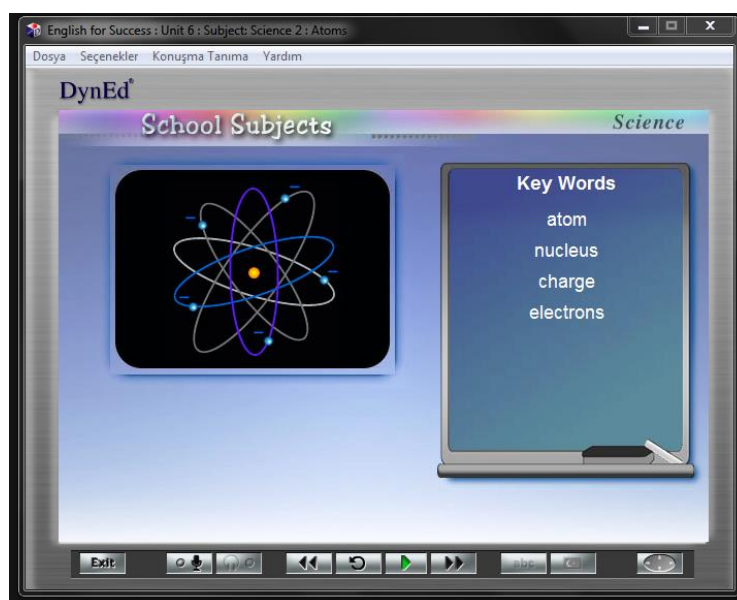 English for Success : Unit 6 : Subject: Science 2 : Atoms
Dosya Seçenekler Konuşma Tanıma Yardım
DynEd®
School Subjects
Science
Key Words
atom
nucleus
charge
electrons
Exit
abc